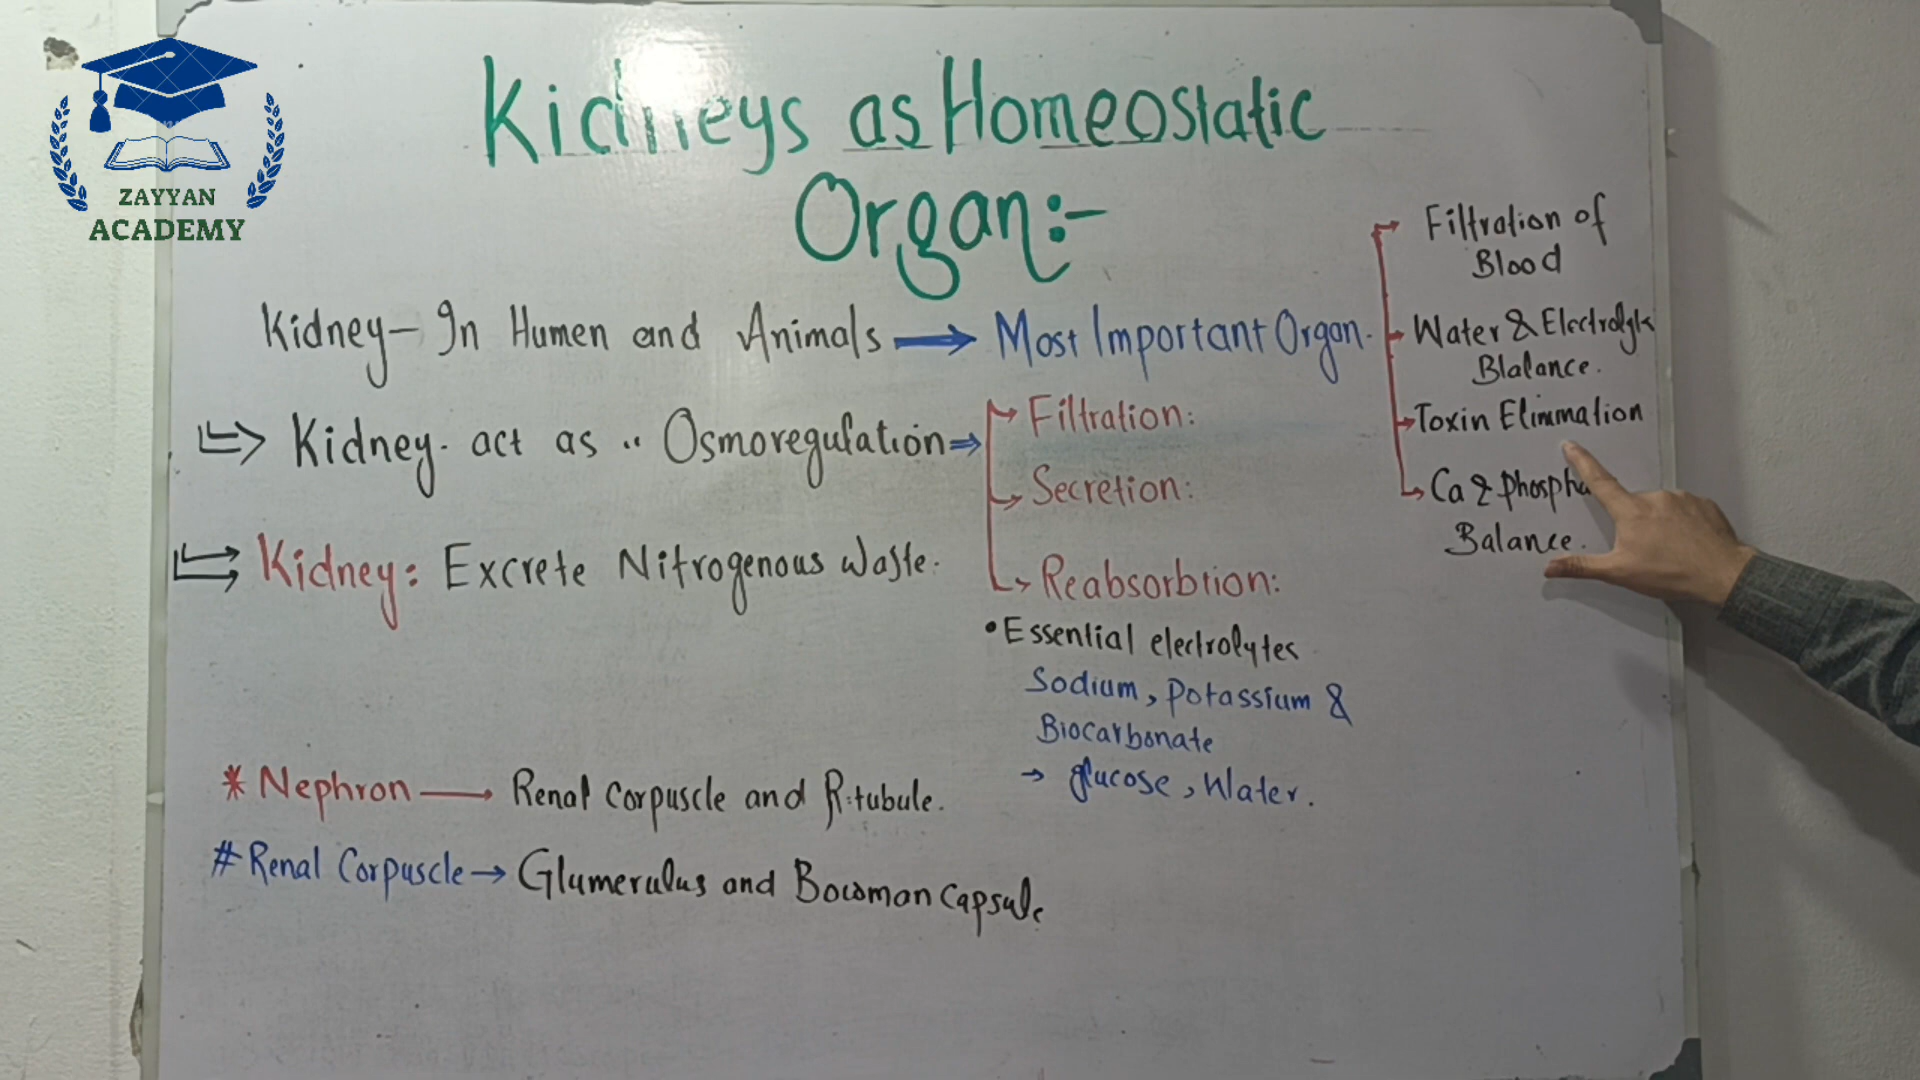 ZAYYAN
ACADEMY
Kidneys as Homeostatic
Organ:-
Kidney- In Humen and Animals → Most Important Organ.
→ Filtration of
Blood
→ Water & Electrolyte
Blalance.
→ Toxin Elimmation
→ Ca & Phospha
Balance.
⇒ Kidney. act as .. Osmoregulation ⇒
→ Filtration:
→ Secretion:
→ Reabsorbtion:
⇒ Kidney: Excrete Nitrogenous Waste.
• Essential electrolytes
Sodium, Potassium &
Biocarbonate
→ glucose, Water.
* Nephron → Renal Corpuscle and R.tubule.
# Renal Corpuscle → Glumerulus and Bowman Capsule